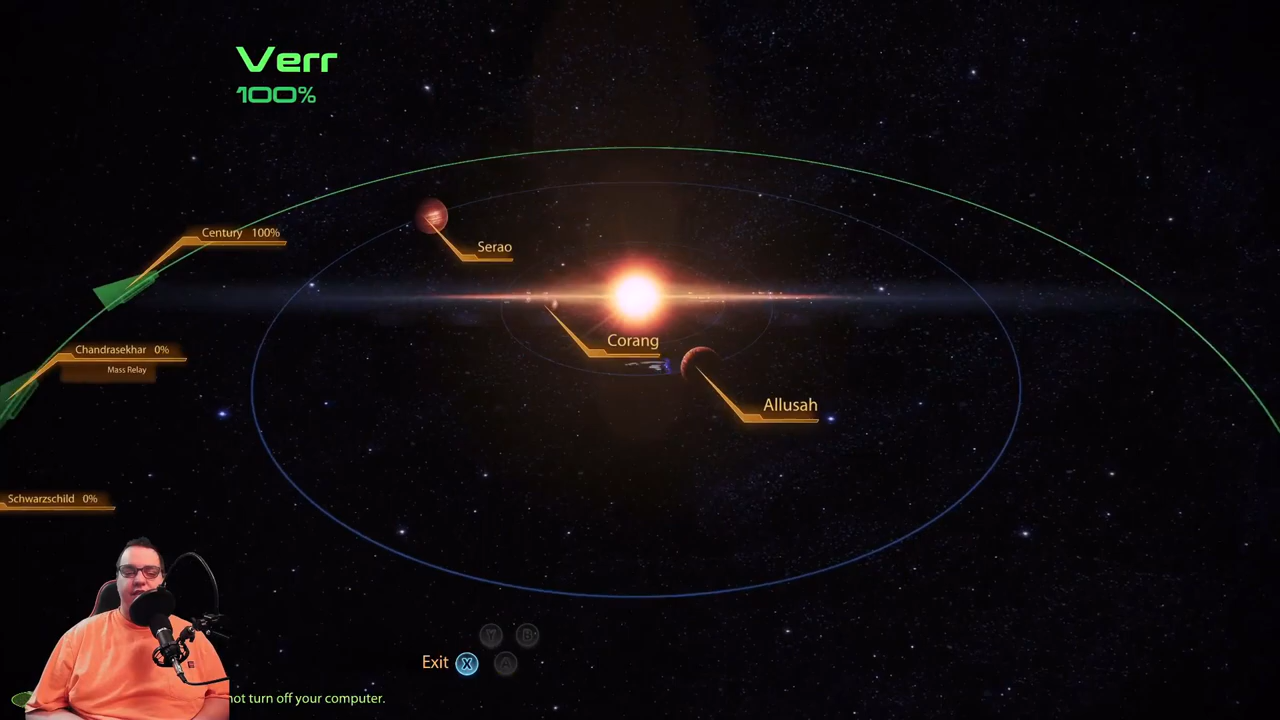 Verr
100%
Century 100%
Serao
Corang
Chandrasekhar 0%
Mass Relay
Allusah
Schwarzschild 0%
Y B
Exit X A
not turn off your computer.